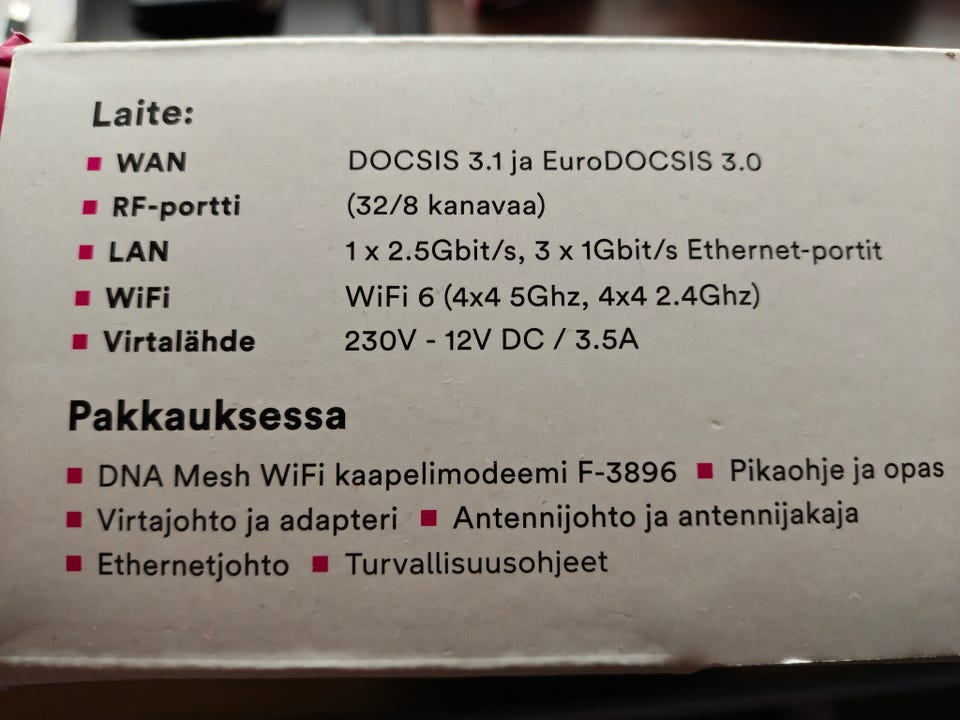 Laite:
WAN DOCSIS 3.1 ja EuroDOCSIS 3.0
RF-portti (32/8 kanavaa)
LAN 1 x 2.5Gbit/s, 3 x 1Gbit/s Ethernet-portit
WiFi WiFi 6 (4x4 5Ghz, 4x4 2.4Ghz)
Virtalähde 230V - 12V DC / 3.5A
Pakkauksessa
DNA Mesh WiFi kaapelimodeemi F-3896 Pikaohje ja opas
Virtajohto ja adapteri Antennijohto ja antennijakaja
Ethernetjohto Turvallisuusohjeet